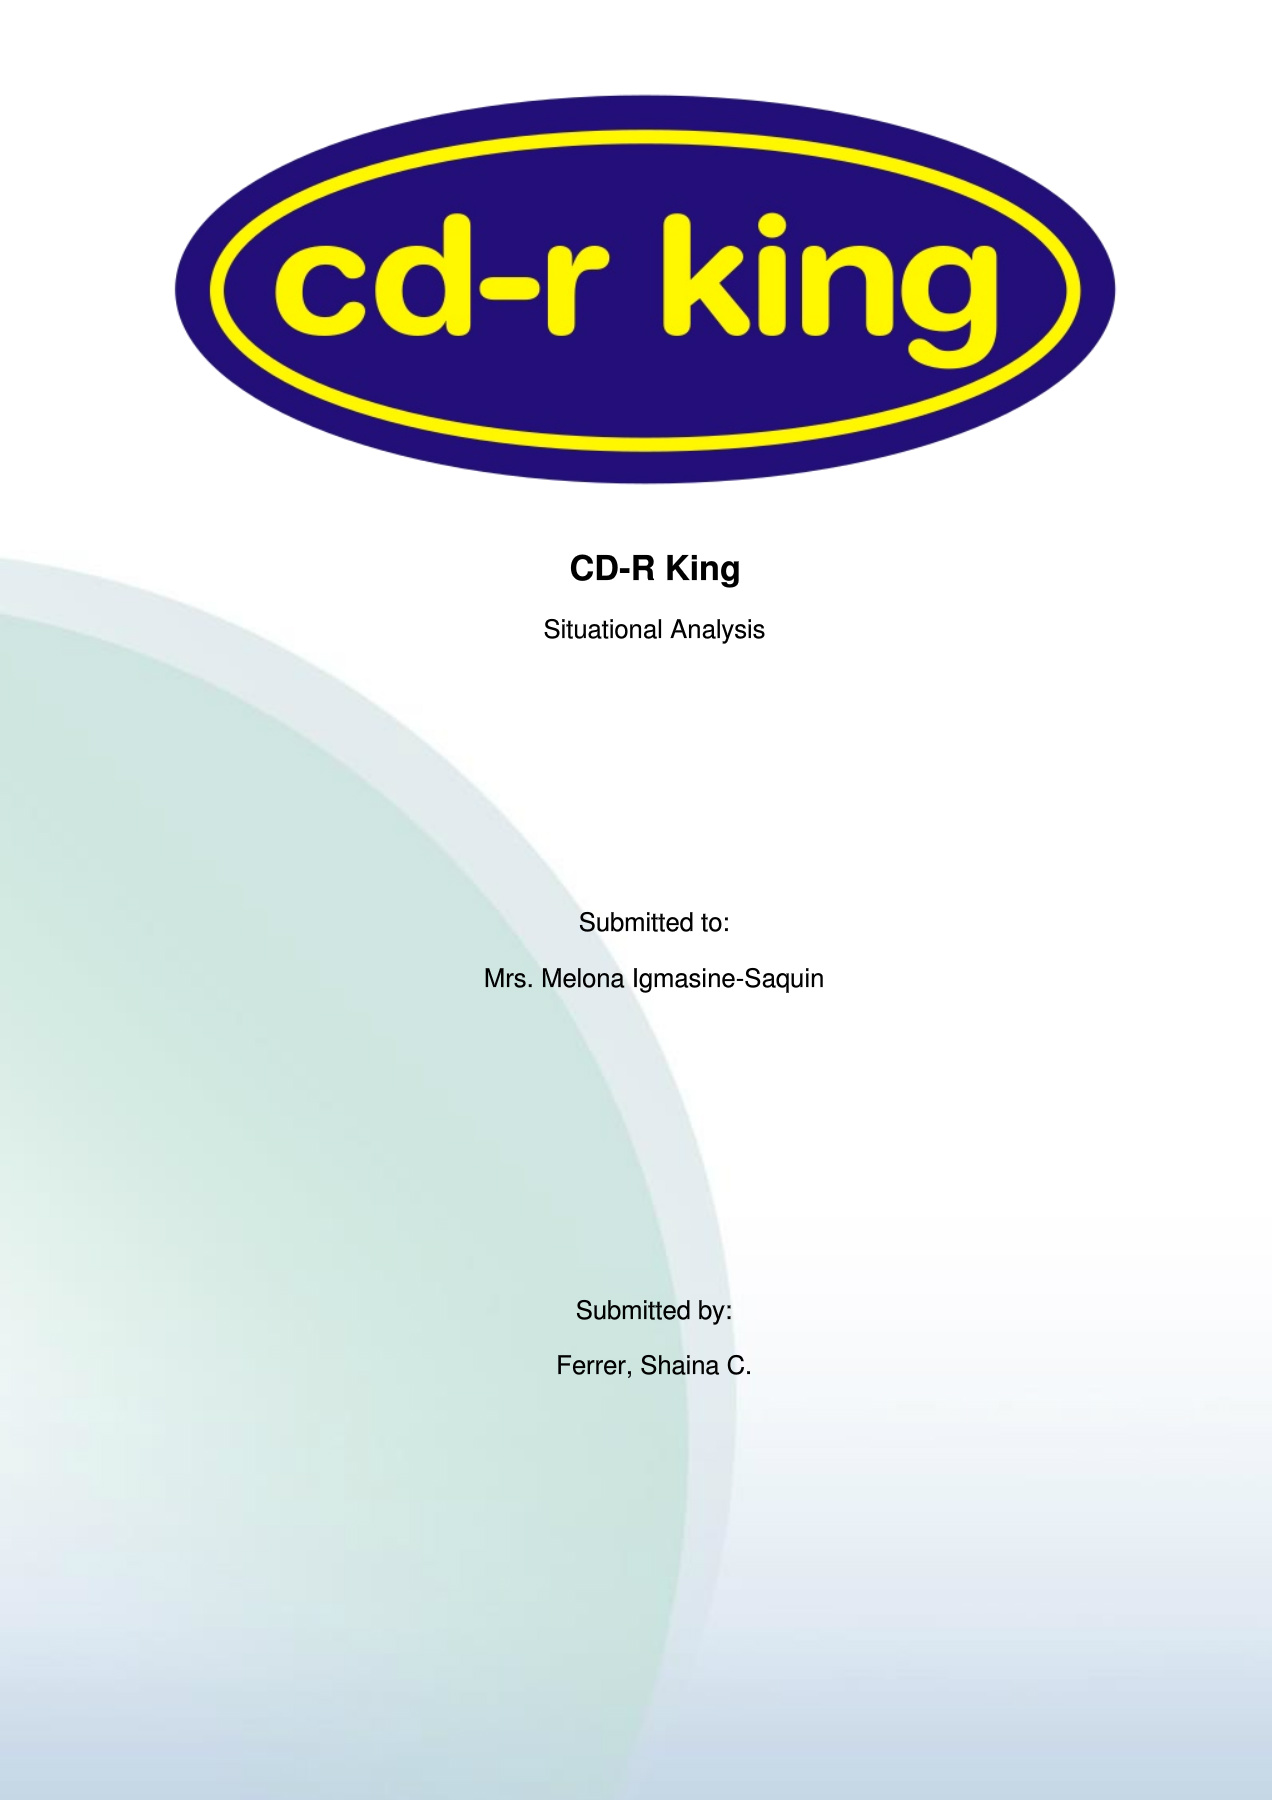 cd-r king
CD-R King
Situational Analysis
Submitted to:
Mrs. Melona Igmasine-Saquin
Submitted by:
Ferrer, Shaina C.